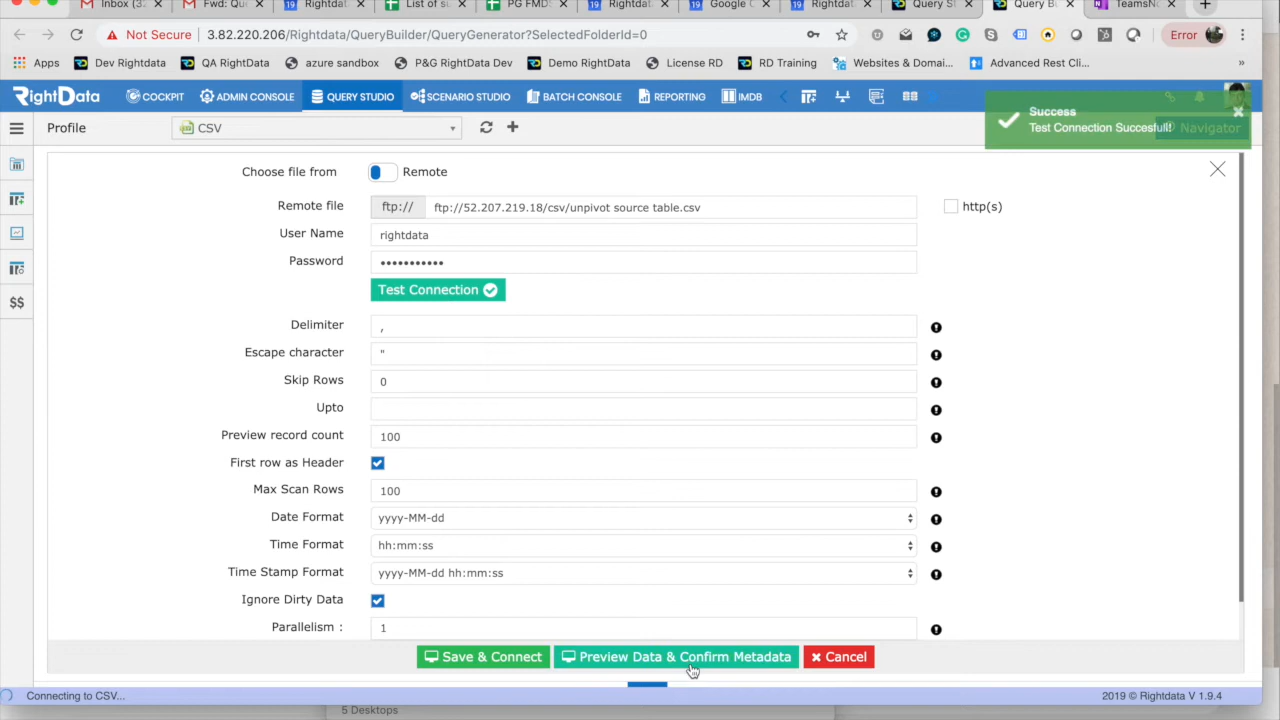 Inbox (32
Fwd: Qu
Rightdat
List of su
PG FMDS
Rightdat
Google C
Rightdat
Query St
Query Bu
TeamsNo
Not Secure
3.82.220.206/Rightdata/QueryBuilder/QueryGenerator?SelectedFolderId=0
Error
Apps
Dev Rightdata
QA RightData
azure sandbox
P&G RightData Dev
Demo RightData
License RD
RD Training
Websites & Domai...
Advanced Rest Cli...
»
RightData
COCKPIT
ADMIN CONSOLE
QUERY STUDIO
SCENARIO STUDIO
BATCH CONSOLE
REPORTING
IMDB
Success
Test Connection Succesfull!
Navigator
Profile
CSV
Choose file from
Remote
Remote file
ftp://
ftp://52.207.219.18/csv/unpivot source table.csv
http(s)
User Name
rightdata
Password
•••••••••••
Test Connection
Delimiter
,
Escape character
"
Skip Rows
0
Upto
Preview record count
100
First row as Header
Max Scan Rows
100
Date Format
yyyy-MM-dd
Time Format
hh:mm:ss
Time Stamp Format
yyyy-MM-dd hh:mm:ss
Ignore Dirty Data
Parallelism :
1
$$
Save & Connect
Preview Data & Confirm Metadata
Cancel
Connecting to CSV...
2019 © Rightdata V 1.9.4
5 Desktops